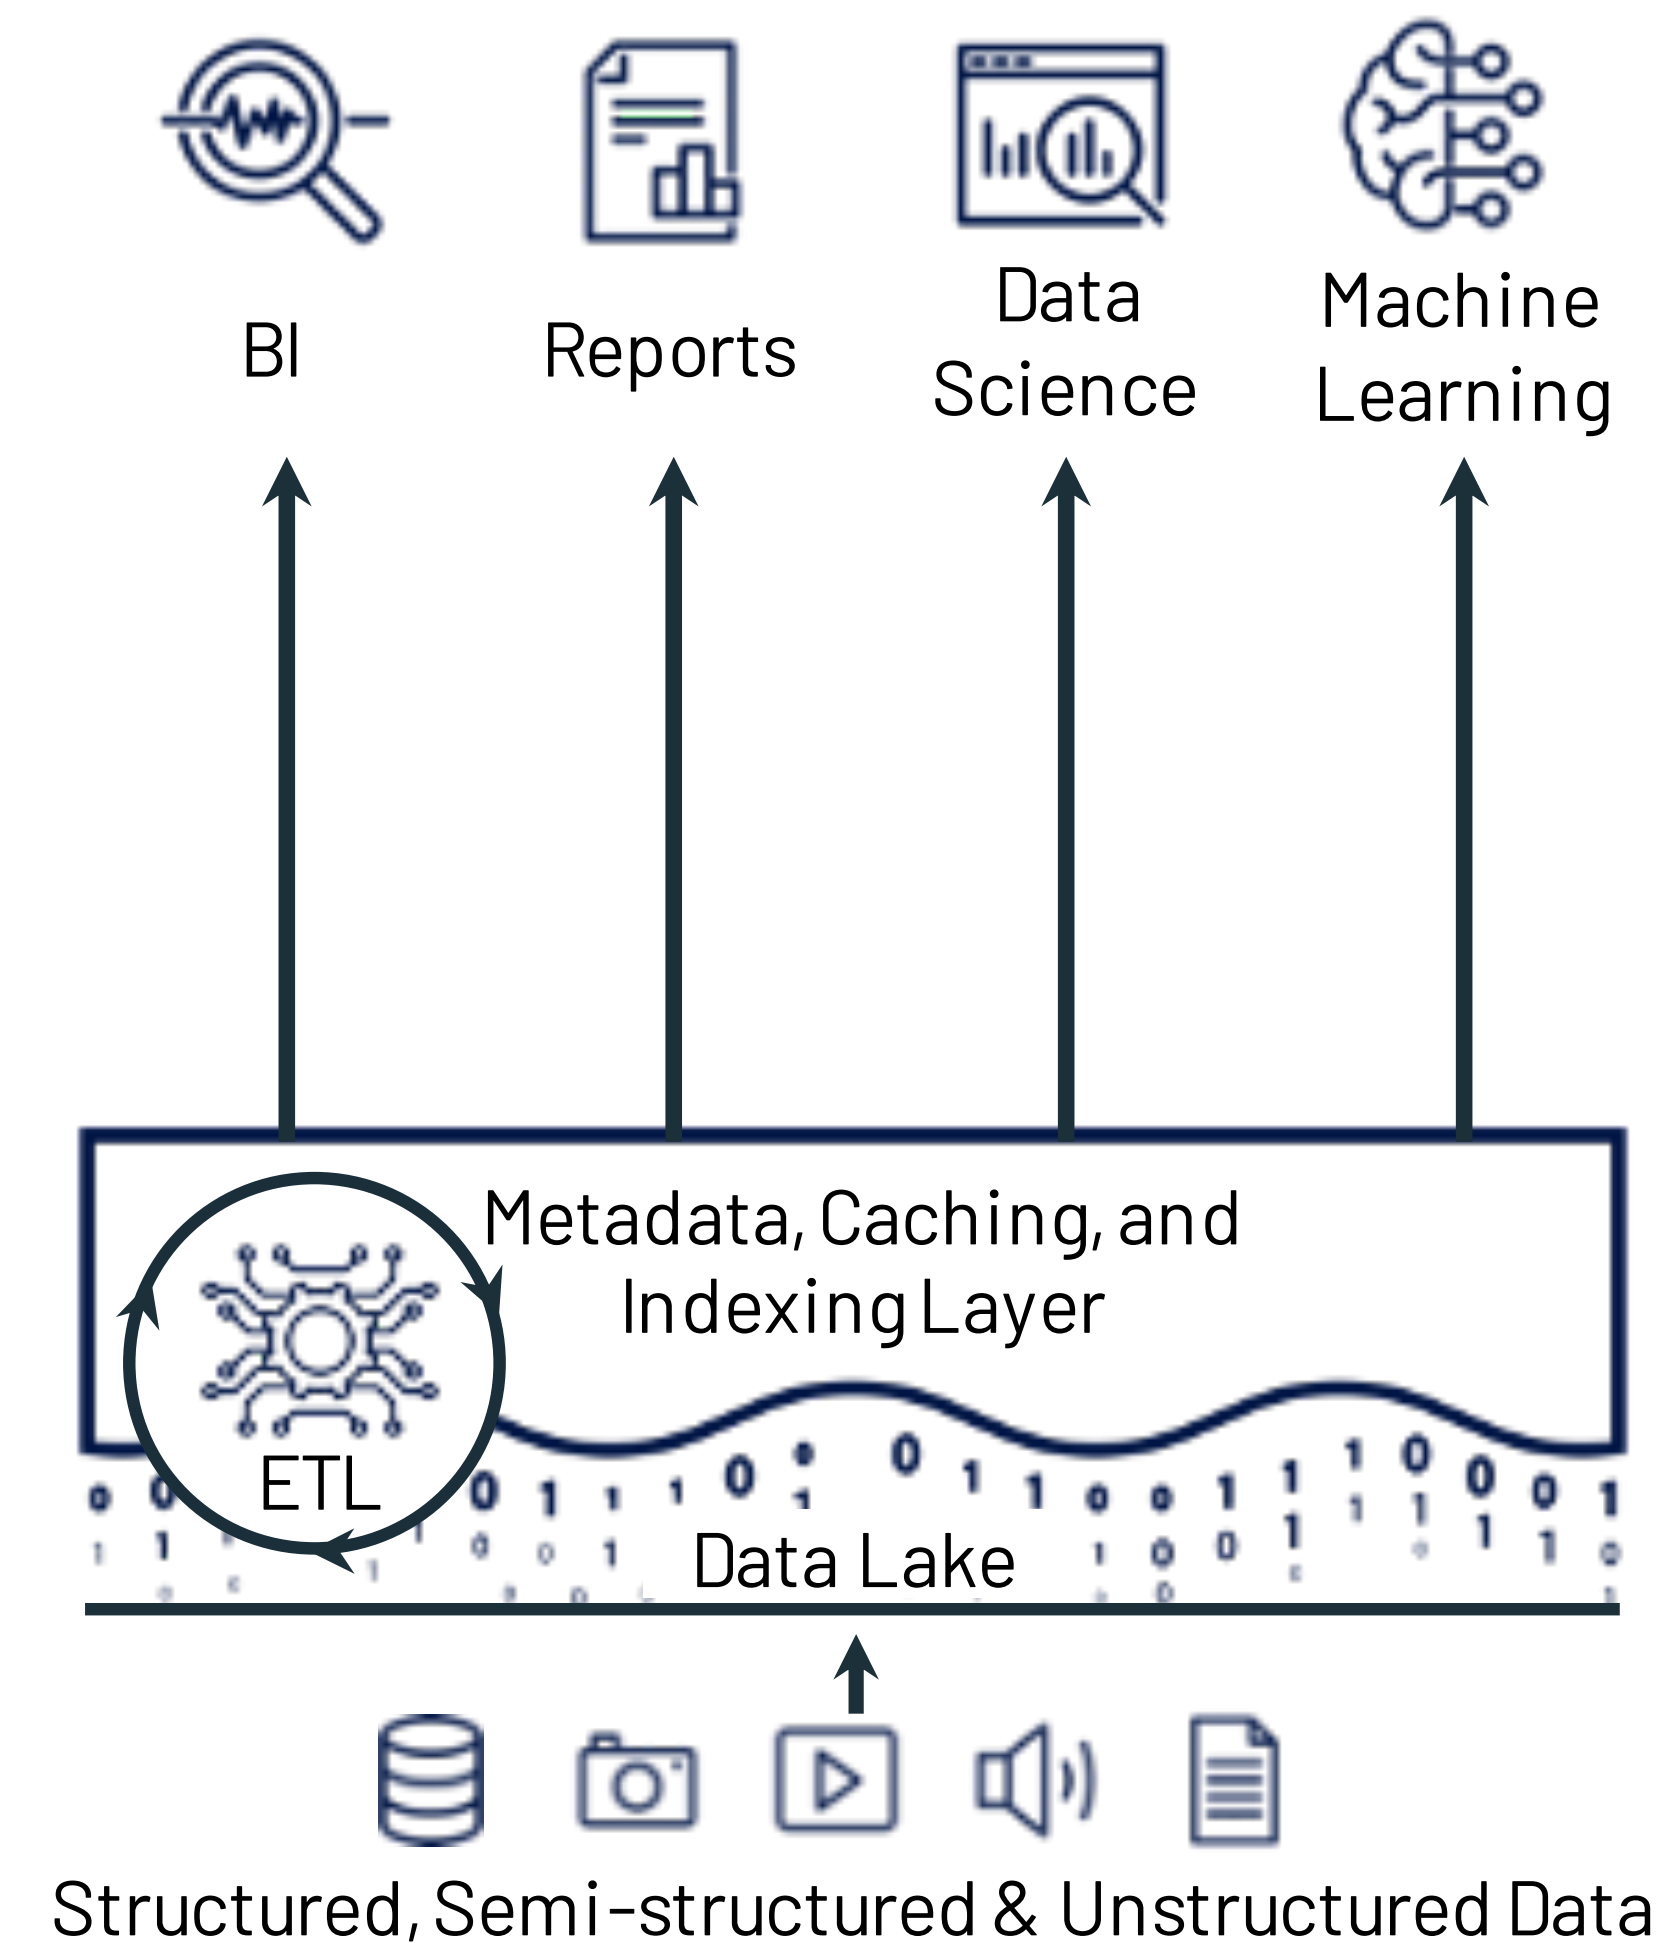 BI
Reports
Data
Science
Machine
Learning
Metadata, Caching, and
Indexing Layer
ETL
Data Lake
Structured, Semi-structured & Unstructured Data